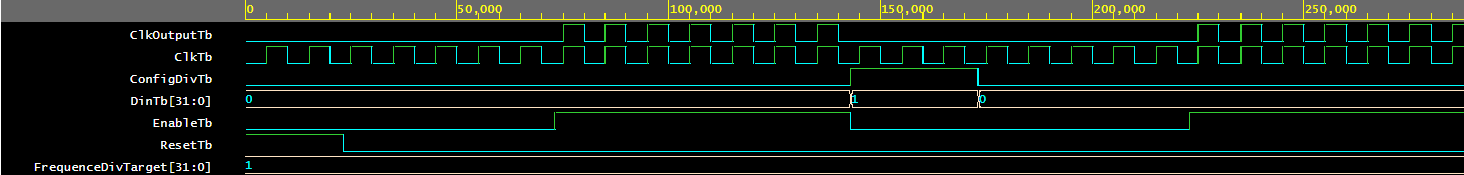 0 50,000 100,000 150,000 200,000 250,000
ClkOutputTb
ClkTb
ConfigDivTb
DinTb[31:0] 0 1 0
EnableTb
ResetTb
FrequenceDivTarget[31:0] 1